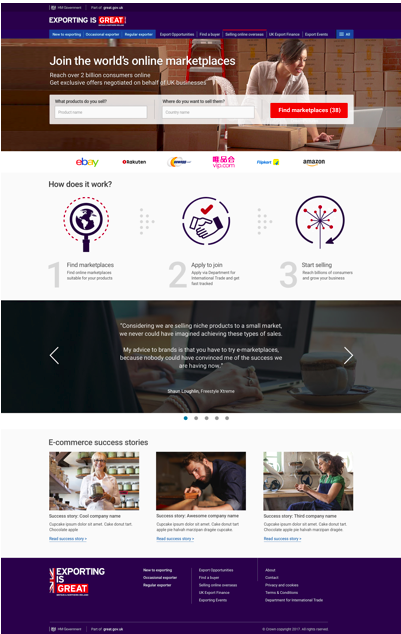 HM Government Part of great.gov.uk
EXPORTING IS GREAT
New to exporting Occasional exporter Regular exporter Export Opportunities Find a buyer Selling online overseas UK Export Finance Export Events All
Join the world's online marketplaces
Reach over 2 billion consumers online
Get exclusive offers negotiated on behalf of UK businesses
What products do you sell? Where do you want to sell them?
Product name Country name Find marketplaces (38)
ebay Rakuten 唯品会 vip.com Flipkart amazon
How does it work?
1 Find marketplaces
Find online marketplaces
suitable for your products
2 Apply to join
Apply via Department for
International Trade and get
fast tracked
3 Start selling
Reach billions of consumers
and grow your business
"Considering we are selling niche products to a small market,
we never could have imagined achieving these types of sales.
My advice to brands is that you have to try e-marketplaces,
because nobody could have convinced me of the success we
are having now."
Shaun Loughlin, Freestyle Xtreme
E-commerce success stories
Success story: Cool company name
Cupcake ipsum dolor sit amet. Cake donut tart.
Chocolate apple
Read success story >
Success story: Awesome company name
Cupcake ipsum dolor sit amet. Cake donut tart.
Chocolate apple pie halvah marzipan dragée cupcake.
Read success story >
Success story: Third company name
Cupcake ipsum dolor sit amet. Cake donut tart.
Chocolate apple pie halvah marzipan.
Read success story >
EXPORTING
IS
GREAT
New to exporting
Occasional exporter
Regular exporter
Export Opportunities
Find a buyer
Selling online overseas
UK Export Finance
Exporting Events
About
Contact
Privacy and cookies
Terms & Conditions
Department for International Trade
HM Government Part of great.gov.uk © Crown copyright 2017. All rights reserved